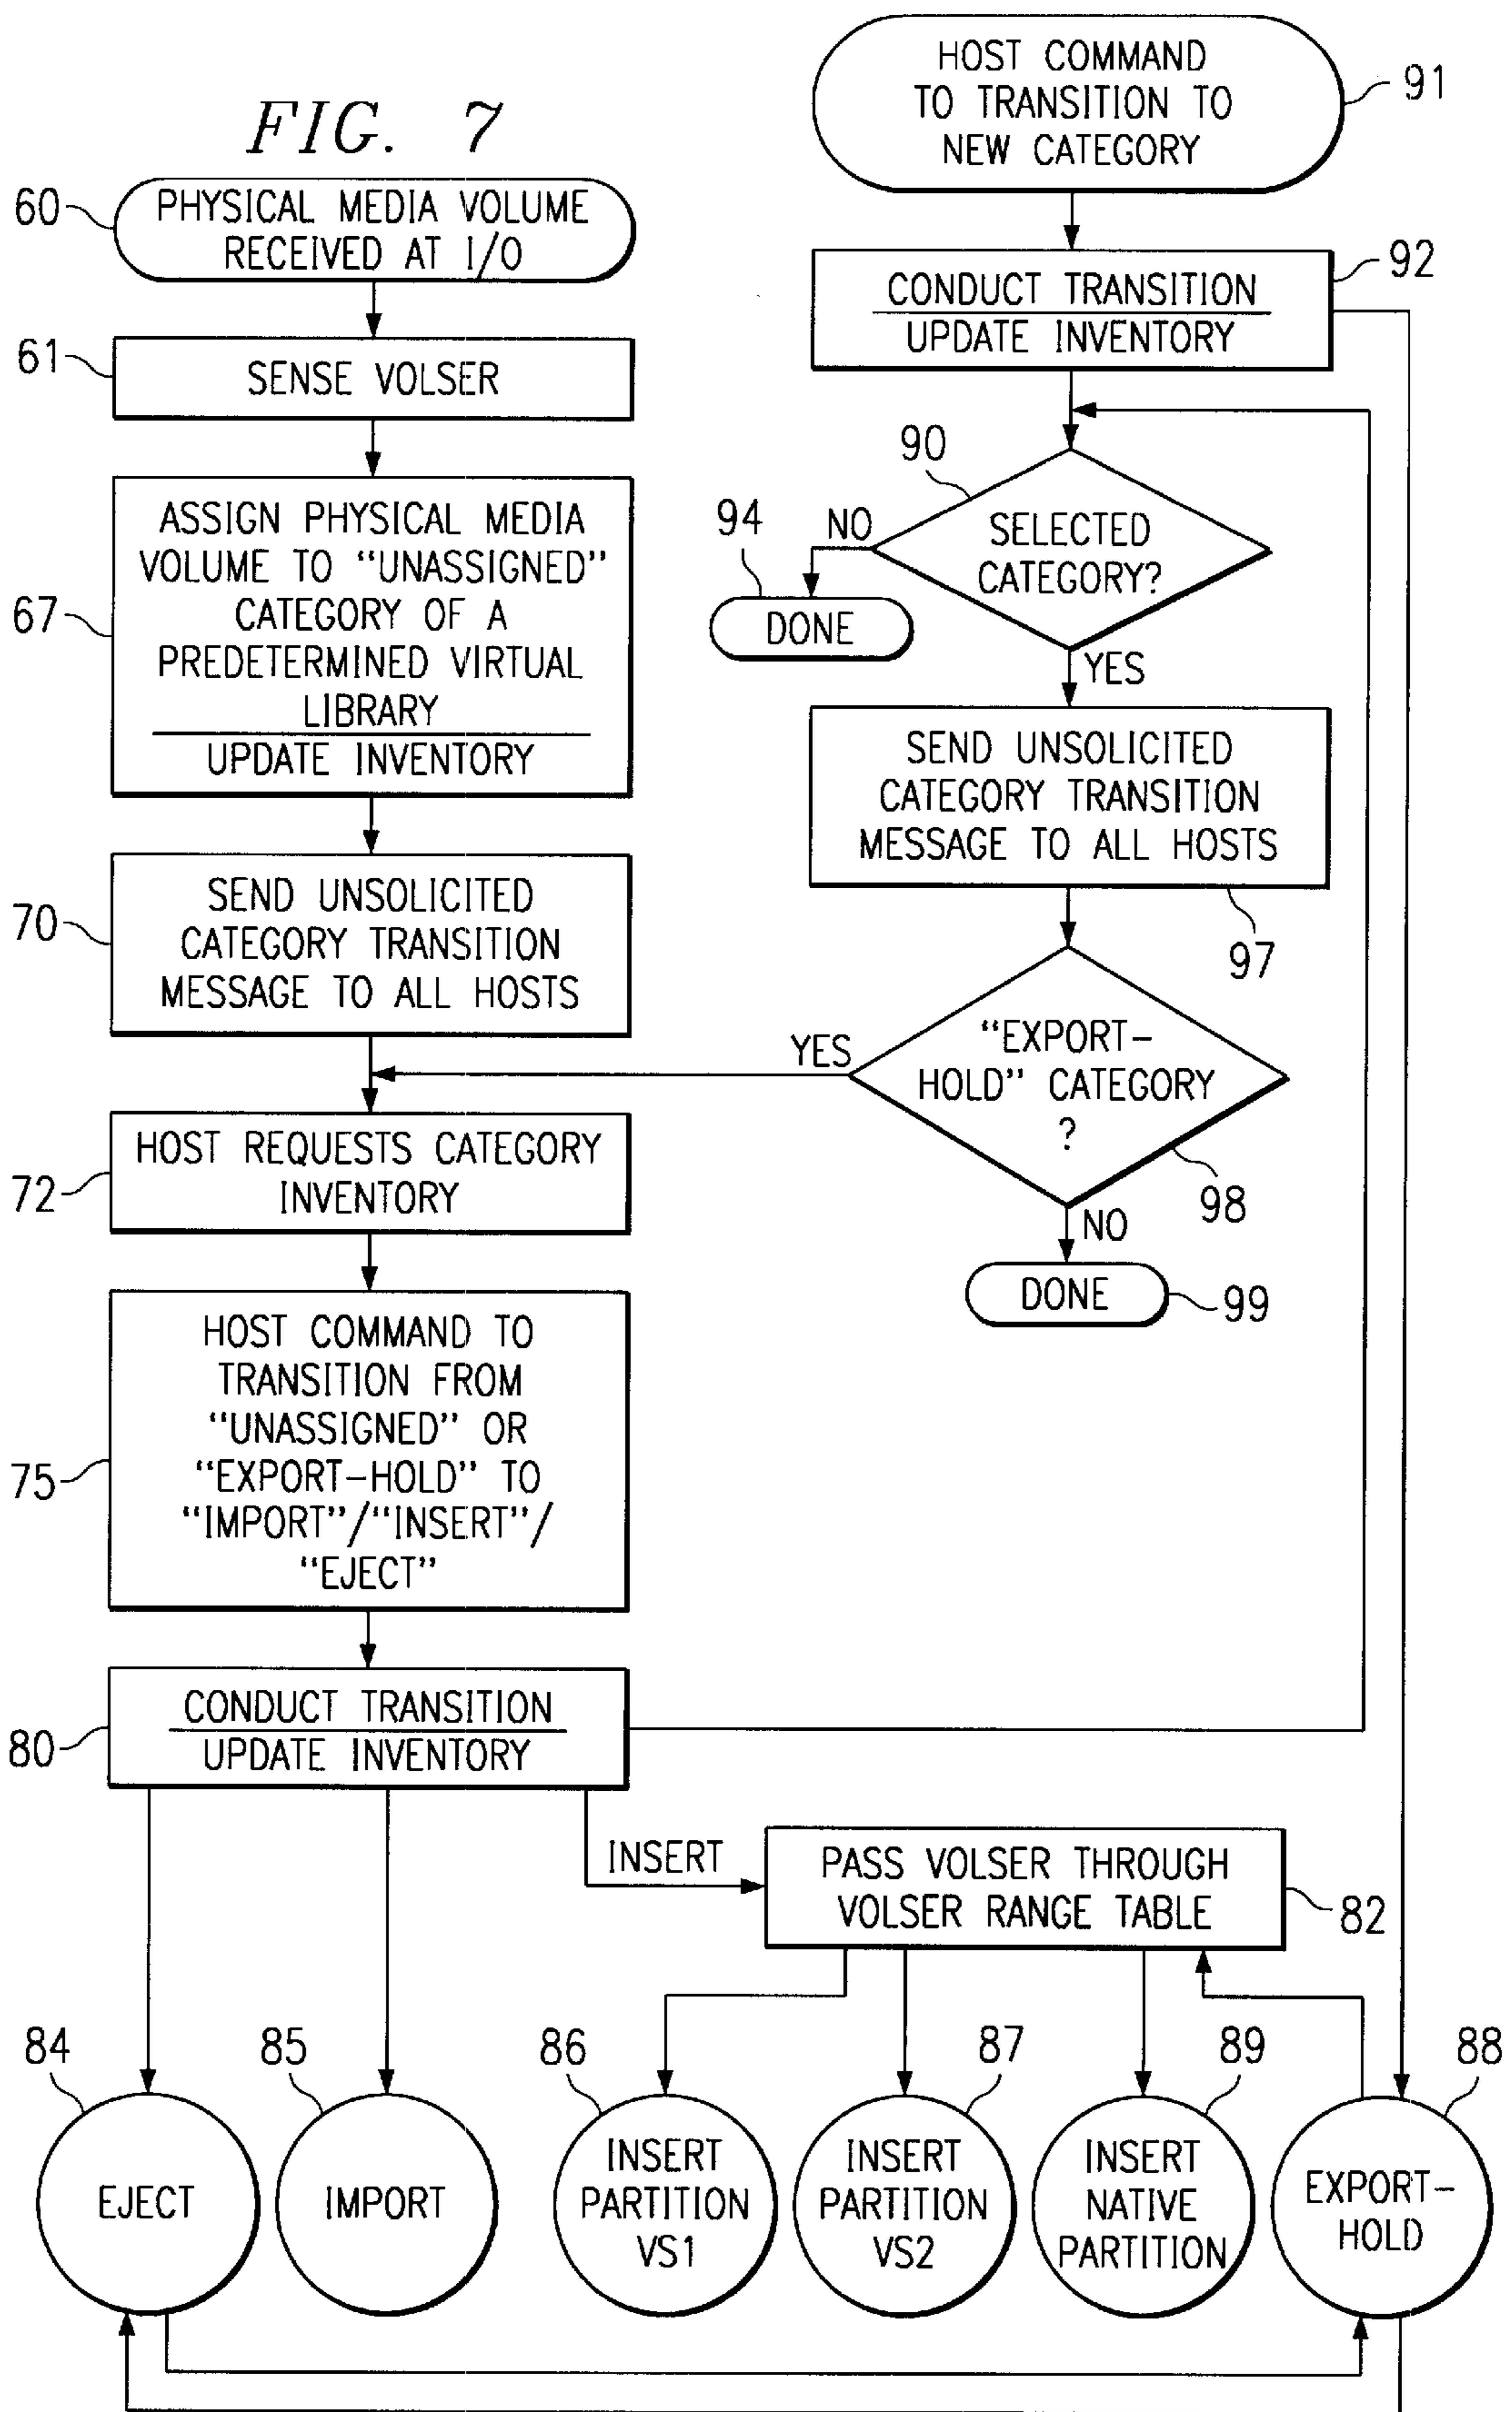 FIG. 7
60
PHYSICAL MEDIA VOLUME
RECEIVED AT I/O
61
SENSE VOLSER
67
ASSIGN PHYSICAL MEDIA
VOLUME TO “UNASSIGNED”
CATEGORY OF A
PREDETERMINED VIRTUAL
LIBRARY
UPDATE INVENTORY
70
SEND UNSOLICITED
CATEGORY TRANSITION
MESSAGE TO ALL HOSTS
72
HOST REQUESTS CATEGORY
INVENTORY
75
HOST COMMAND TO
TRANSITION FROM
“UNASSIGNED” OR
“EXPORT-HOLD” TO
“IMPORT”/“INSERT”/
“EJECT”
80
CONDUCT TRANSITION
UPDATE INVENTORY
HOST COMMAND
TO TRANSITION TO
NEW CATEGORY
91
CONDUCT TRANSITION
UPDATE INVENTORY
92
90
SELECTED
CATEGORY?
NO
94
DONE
YES
SEND UNSOLICITED
CATEGORY TRANSITION
MESSAGE TO ALL HOSTS
97
“EXPORT-
HOLD” CATEGORY
?
YES
98
NO
DONE
99
INSERT
PASS VOLSER THROUGH
VOLSER RANGE TABLE
82
84
EJECT
85
IMPORT
86
INSERT
PARTITION
VS1
87
INSERT
PARTITION
VS2
89
INSERT
NATIVE
PARTITION
88
EXPORT-
HOLD